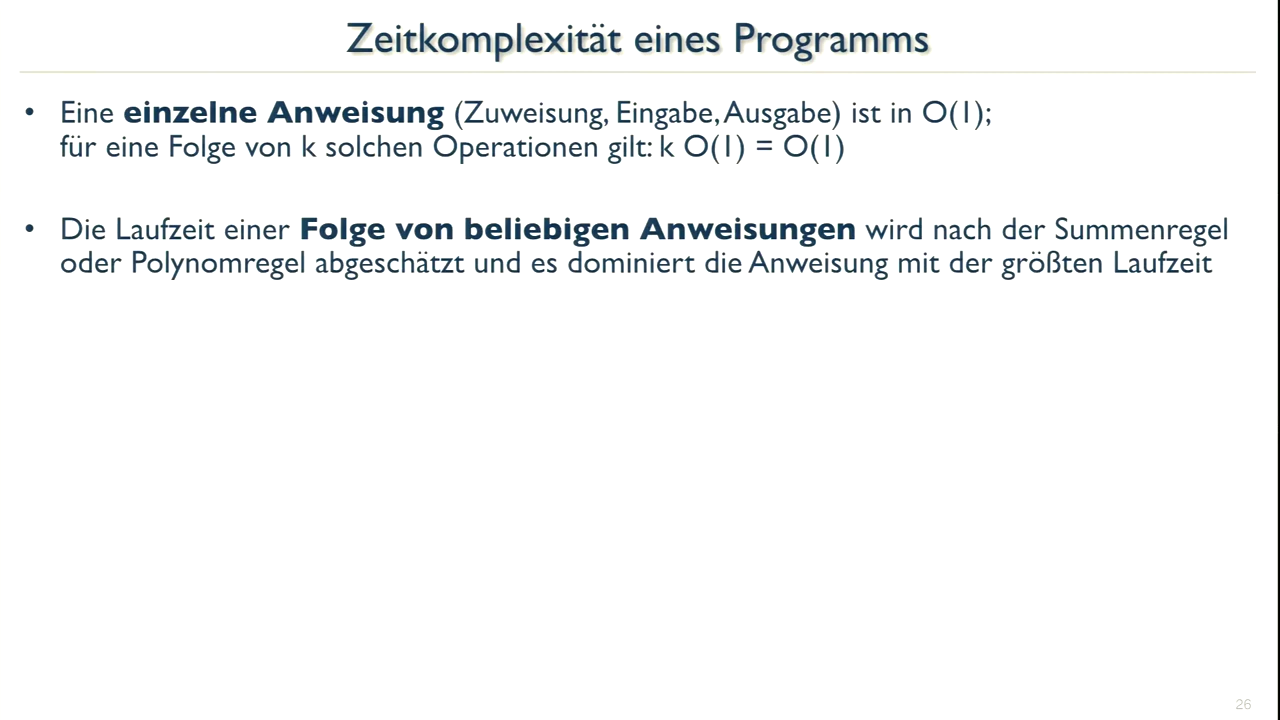 Zeitkomplexität eines Programms
• Eine einzelne Anweisung (Zuweisung, Eingabe, Ausgabe) ist in O(1);
für eine Folge von k solchen Operationen gilt: k O(1) = O(1)
• Die Laufzeit einer Folge von beliebigen Anweisungen wird nach der Summenregel
oder Polynomregel abgeschätzt und es dominiert die Anweisung mit der größten Laufzeit
26